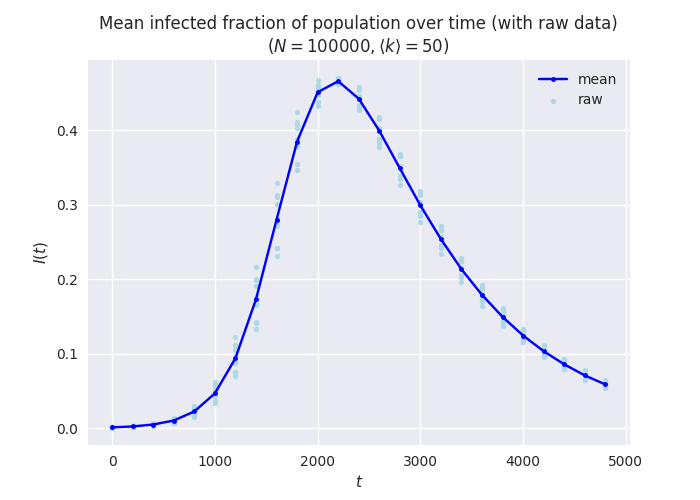 Mean infected fraction of population over time (with raw data)
(N = 100000, ⟨k⟩ = 50)
mean
raw
I(t)
0.4
0.3
0.2
0.1
0.0
0 1000 2000 3000 4000 5000
t